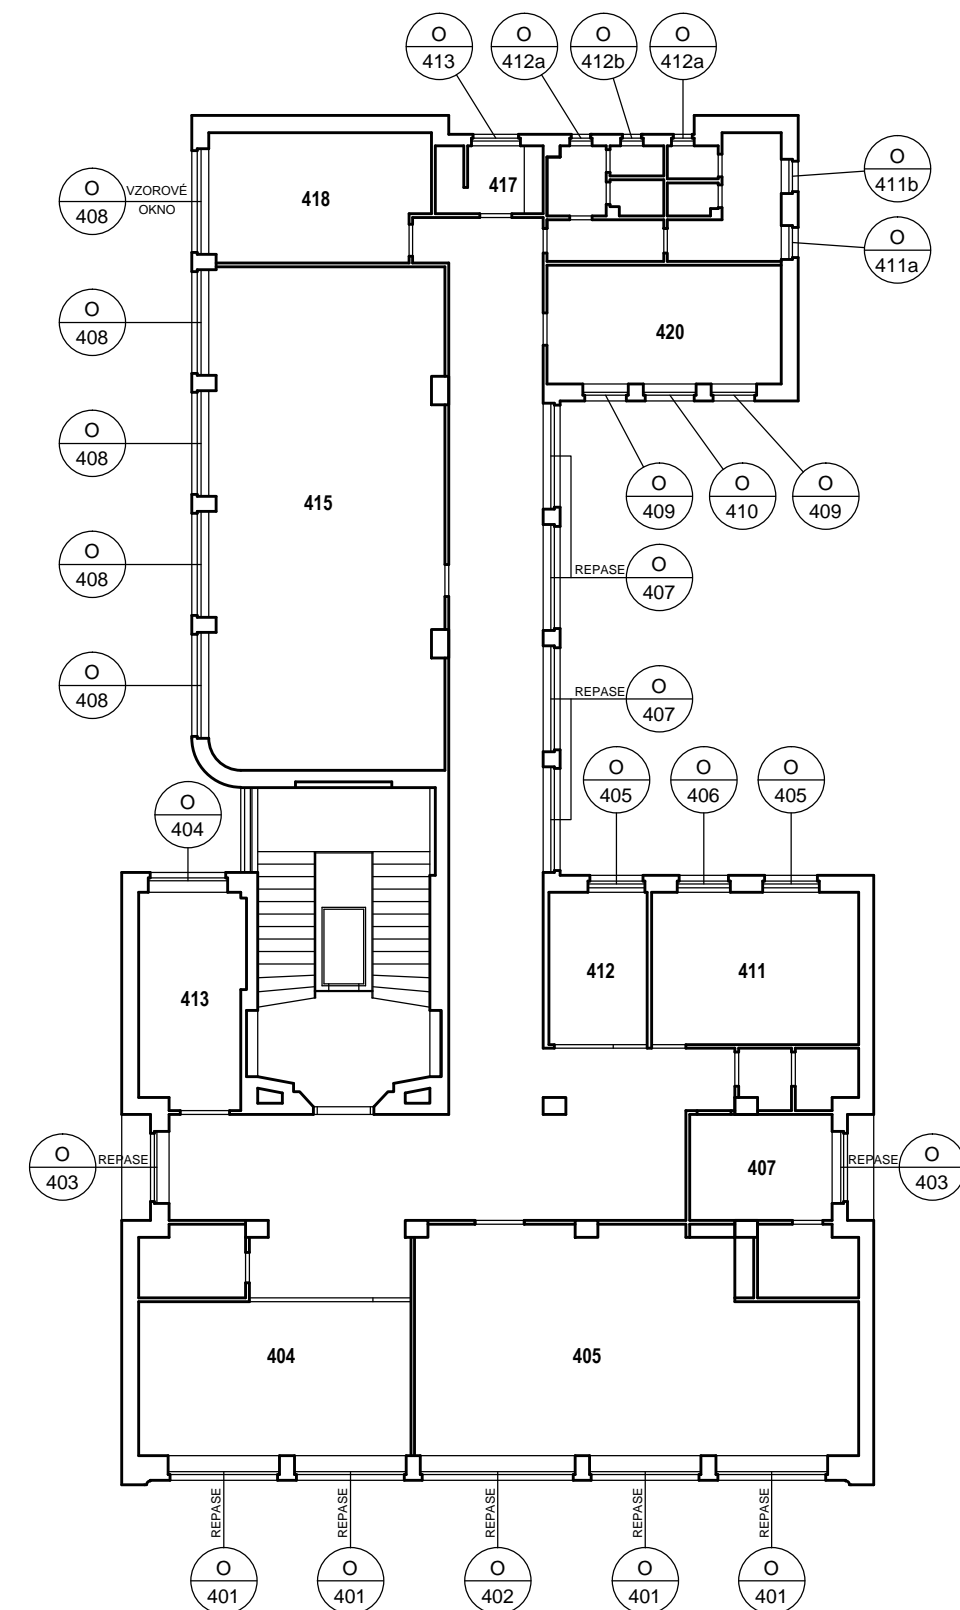 O
413
O
412a
O
412b
O
412a
O
408
VZOROVÉ
OKNO
418
417
O
411b
O
411a
O
408
420
O
408
415
O
409
O
410
O
409
O
408
REPASE
O
407
O
408
REPASE
O
407
O
405
O
406
O
405
O
404
413
412
411
O
403
REPASE
407
REPASE
O
403
404
405
REPASE
REPASE
REPASE
REPASE
REPASE
O
401
O
401
O
402
O
401
O
401